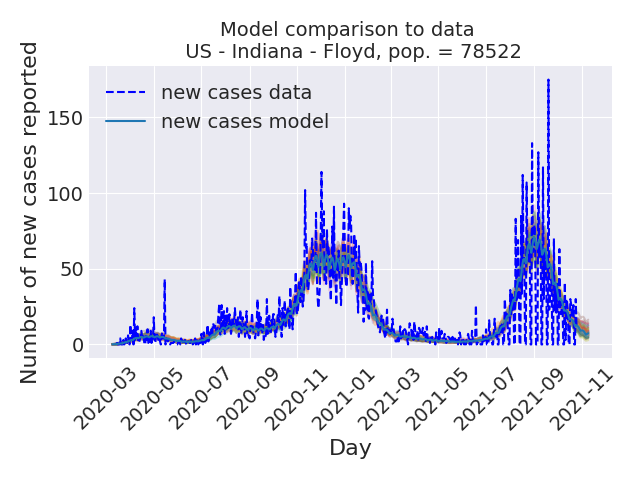 Model comparison to data
US - Indiana - Floyd, pop. = 78522
Number of new cases reported
new cases data
new cases model
150
100
50
0
2020-03
2020-05
2020-07
2020-09
2020-11
2021-01
2021-03
2021-05
2021-07
2021-09
2021-11
Day